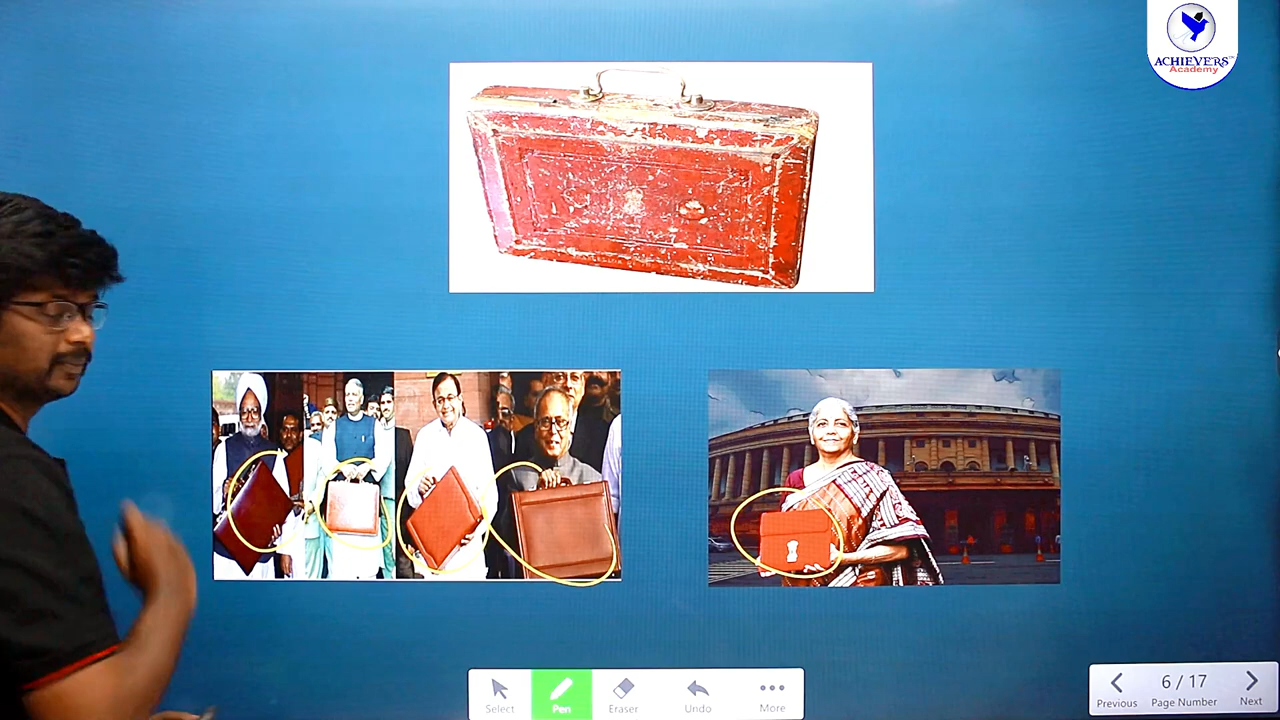 ACHIEVERS
Academy
Select
Pen
Eraser
Undo
More
Previous
6 / 17
Page Number
Next